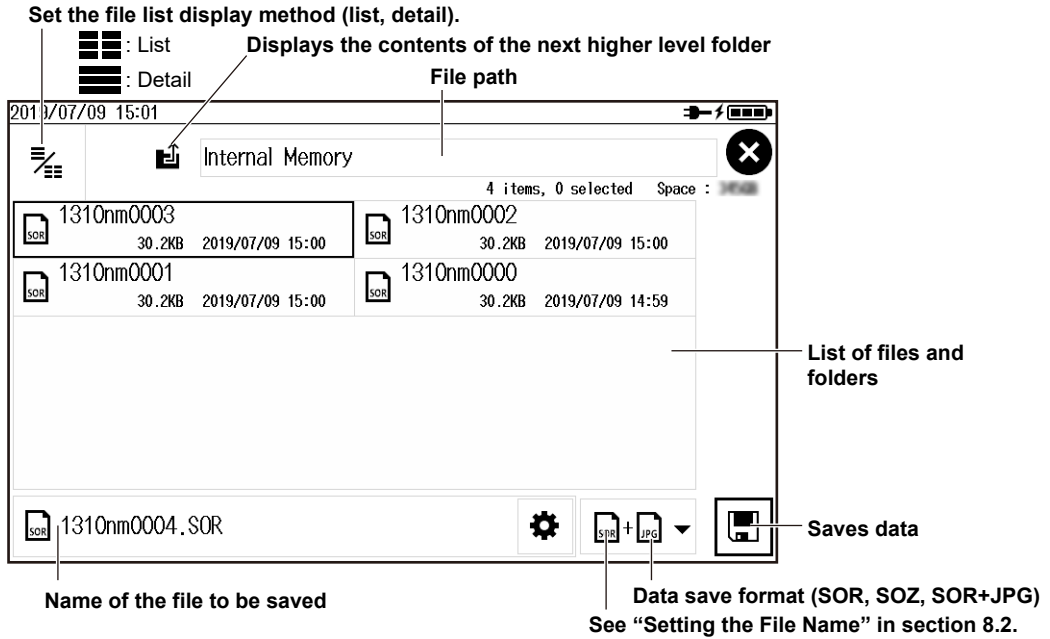 Set the file list display method (list, detail).
: List
Displays the contents of the next higher level folder
: Detail
File path
2019/07/09 15:01
Internal Memory
4 items, 0 selected Space :
SOR 1310nm0003
30.2KB 2019/07/09 15:00
SOR 1310nm0002
30.2KB 2019/07/09 15:00
SOR 1310nm0001
30.2KB 2019/07/09 15:00
SOR 1310nm0000
30.2KB 2019/07/09 14:59
List of files and
folders
SOR 1310nm0004.SOR
SOR + JPG
Saves data
Name of the file to be saved
Data save format (SOR, SOZ, SOR+JPG)
See “Setting the File Name” in section 8.2.